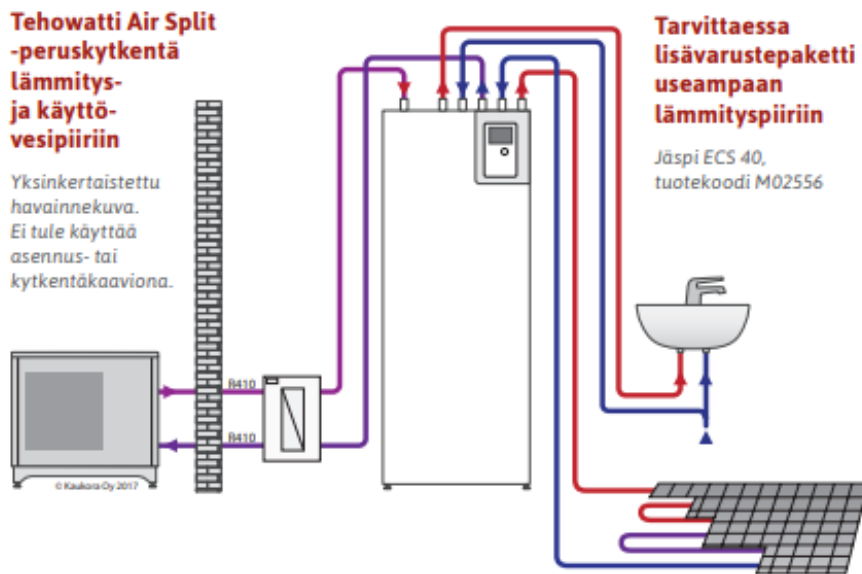 Tehowatti Air Split
-peruskytkentä
lämmitys-
ja käyttö-
vesipiiriin
Yksinkertaistettu
havainnekuva.
Ei tule käyttää
asennus- tai
kytkentäkaaviona.
Tarvittaessa
lisävarustepaketti
useampaan
lämmityspiiriin
Jäspi ECS 40,
tuotekoodi M02556
R410
R410
© Kaukora Oy 2017